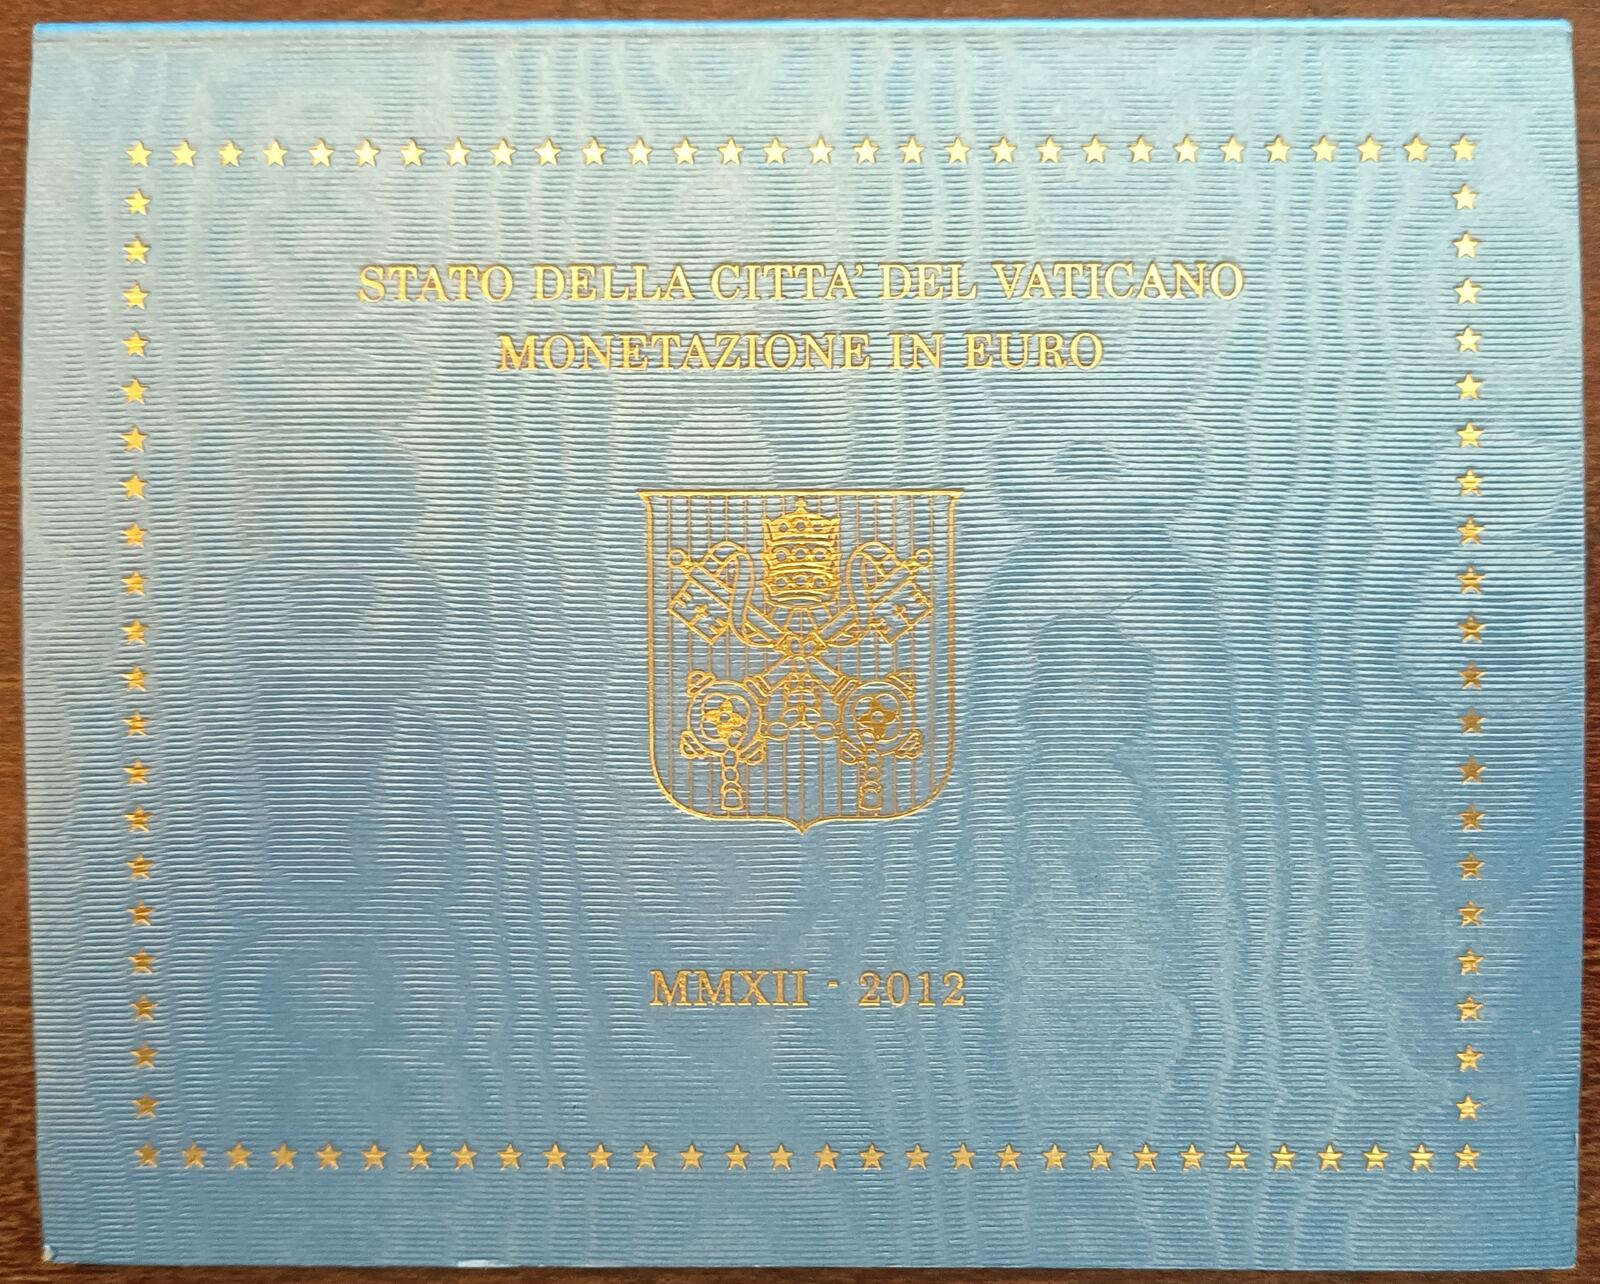 STATO DELLA CITTA' DEL VATICANO
MONETAZIONE IN EURO
MMXII - 2012